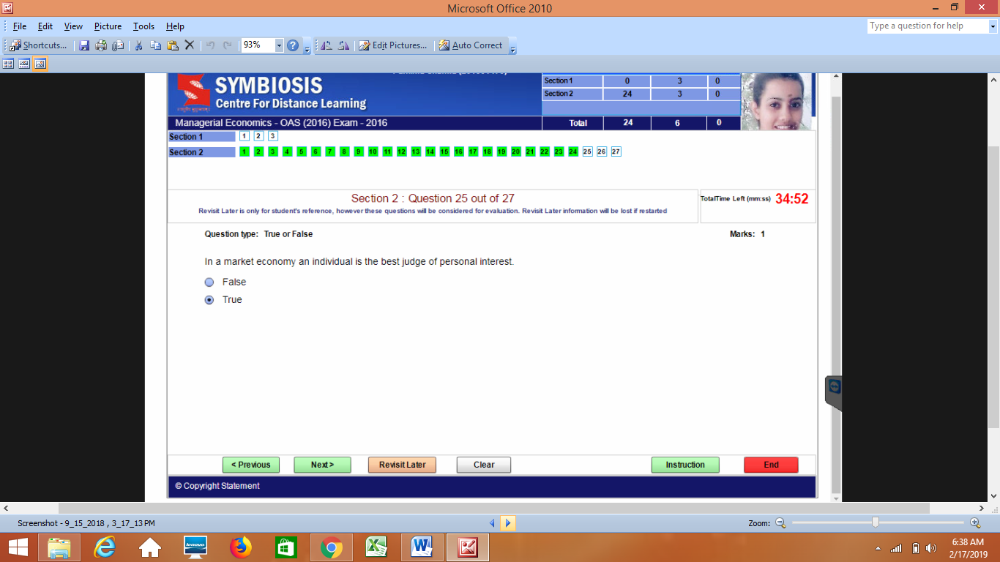 Microsoft Office 2010
File Edit View Picture Tools Help
Type a question for help
Shortcuts...
93%
Edit Pictures...
Auto Correct
SYMBIOSIS
Centre For Distance Learning
Section 1 0 3 0
Section 2 24 3 0
Managerial Economics - OAS (2016) Exam - 2016
Total 24 6 0
Section 1 1 2 3
Section 2 1 2 3 4 5 6 7 8 9 10 11 12 13 14 15 16 17 18 19 20 21 22 23 24 25 26 27
Section 2 : Question 25 out of 27
Revisit Later is only for student's reference, however these questions will be considered for evaluation. Revisit Later information will be lost if restarted
TotalTime Left (mm:ss) 34:52
Question type: True or False
Marks: 1
In a market economy an individual is the best judge of personal interest.
False
True
< Previous
Next >
Revisit Later
Clear
Instruction
End
© Copyright Statement
Screenshot - 9_15_2018 , 3_17_13 PM
Zoom:
lenovo
6:38 AM
2/17/2019